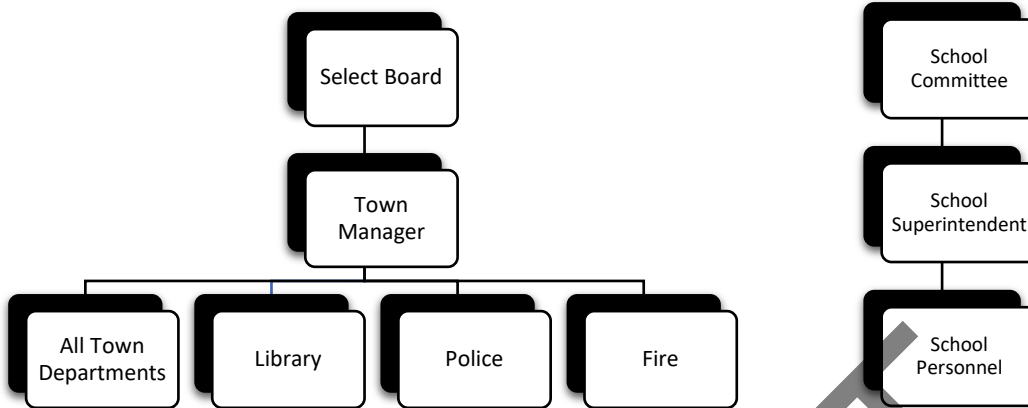 Select Board
Town
Manager
All Town
Departments
Library
Police
Fire
School
Committee
School
Superintendent
School
Personnel